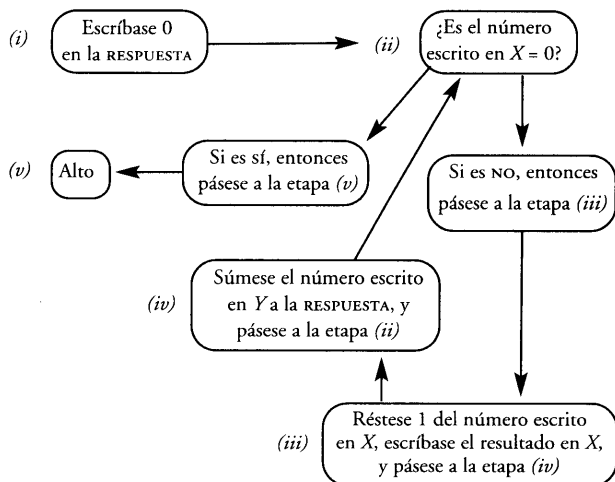 (i)
Escríbase 0
en la RESPUESTA
(ii)
¿Es el número
escrito en X = 0?
(v)
Alto
Si es sí, entonces
pásese a la etapa (v)
Si es NO, entonces
pásese a la etapa (iii)
(iv)
Súmese el número escrito
en Y a la RESPUESTA, y
pásese a la etapa (ii)
(iii)
Réstese 1 del número escrito
en X, escríbase el resultado en X,
y pásese a la etapa (iv)